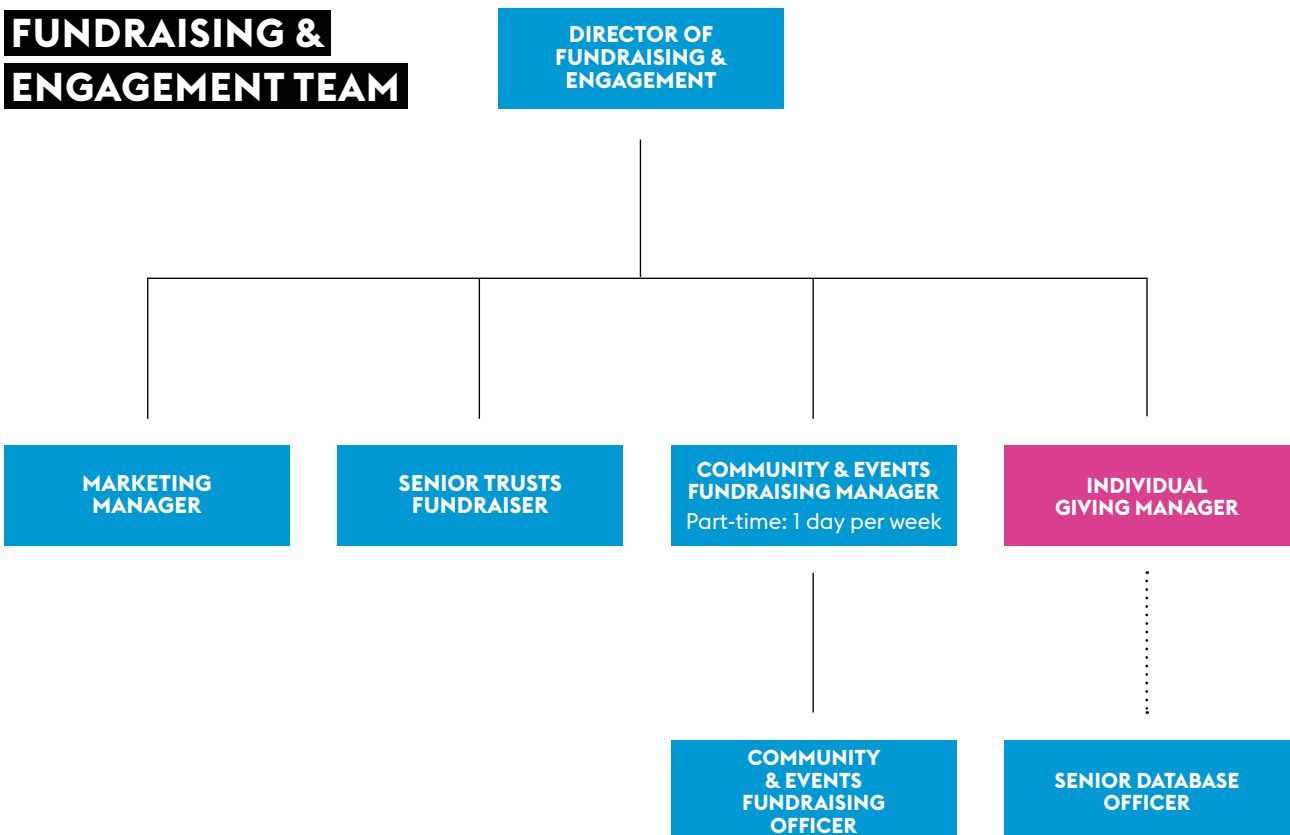 FUNDRAISING &
ENGAGEMENT TEAM
DIRECTOR OF
FUNDRAISING &
ENGAGEMENT
MARKETING
MANAGER
SENIOR TRUSTS
FUNDRAISER
COMMUNITY & EVENTS
FUNDRAISING MANAGER
Part-time: 1 day per week
INDIVIDUAL
GIVING MANAGER
COMMUNITY
& EVENTS
FUNDRAISING
OFFICER
SENIOR DATABASE
OFFICER